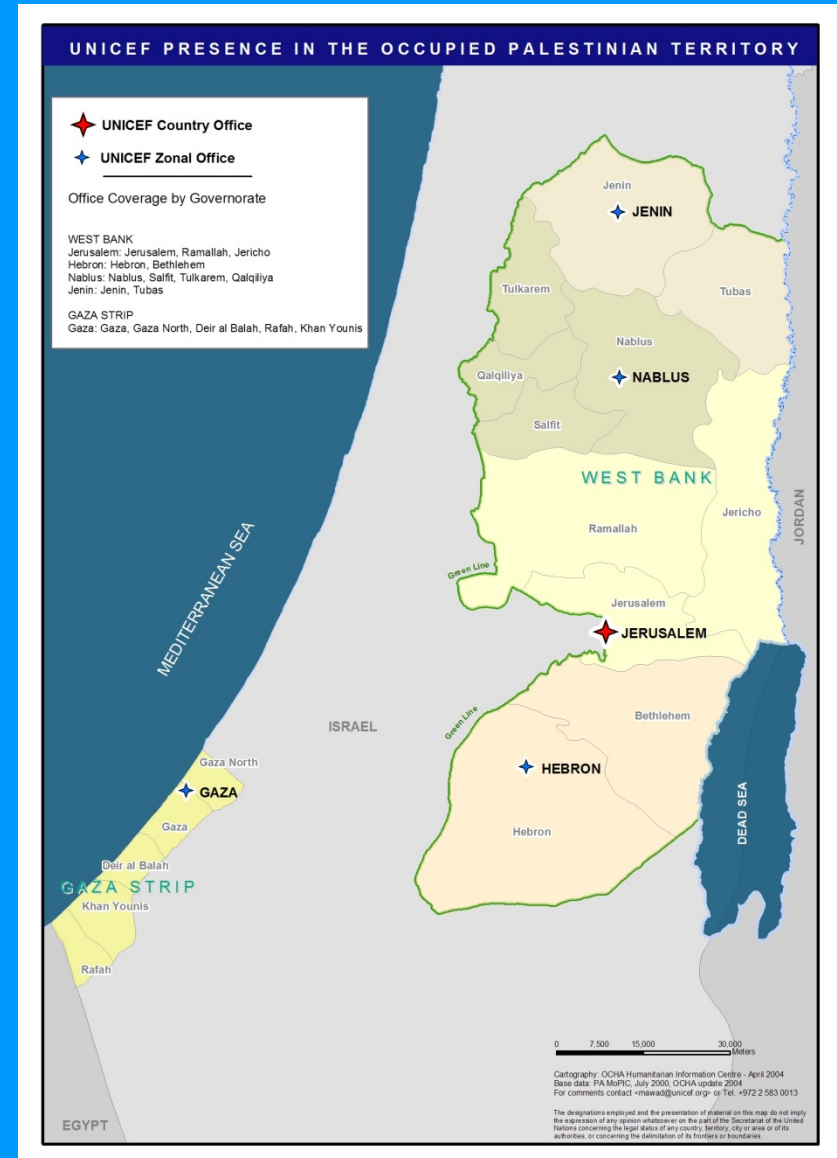 UNICEF PRESENCE IN THE OCCUPIED PALESTINIAN TERRITORY
UNICEF Country Office
UNICEF Zonal Office
Office Coverage by Governorate
WEST BANK
Jerusalem: Jerusalem, Ramallah, Jericho
Hebron: Hebron, Bethlehem
Nablus: Nablus, Salfit, Tulkarem, Qalqiliya
Jenin: Jenin, Tubas
GAZA STRIP
Gaza: Gaza, Gaza North, Deir al Balah, Rafah, Khan Younis
Jenin
JENIN
Tulkarem
Tubas
Nablus
Qalqiliya
NABLUS
Salfit
WEST BANK
Jericho
JORDAN
Ramallah
MEDITERRANEAN SEA
Green Line
Jerusalem
JERUSALEM
Green Line
Bethlehem
ISRAEL
Gaza North
HEBRON
GAZA
DEAD SEA
Gaza
Hebron
Deir al Balah
GAZA STRIP
Khan Younis
Rafah
0 7,500 15,000 30,000
Meters
Cartography: OCHA Humanitarian Information Centre - April 2004
Base data: PA MoPIC, July 2000, OCHA update 2004
For comments contact <mawad@unicef.org> or Tel. +972 2 583 0013
The designations employed and the presentation of material on this map do not imply
the expression of any opinion whatsoever on the part of the Secretariat of the United
Nations concerning the legal status of any country, territory, city or area or of its
authorities, or concerning the delimitation of its frontiers or boundaries.
EGYPT